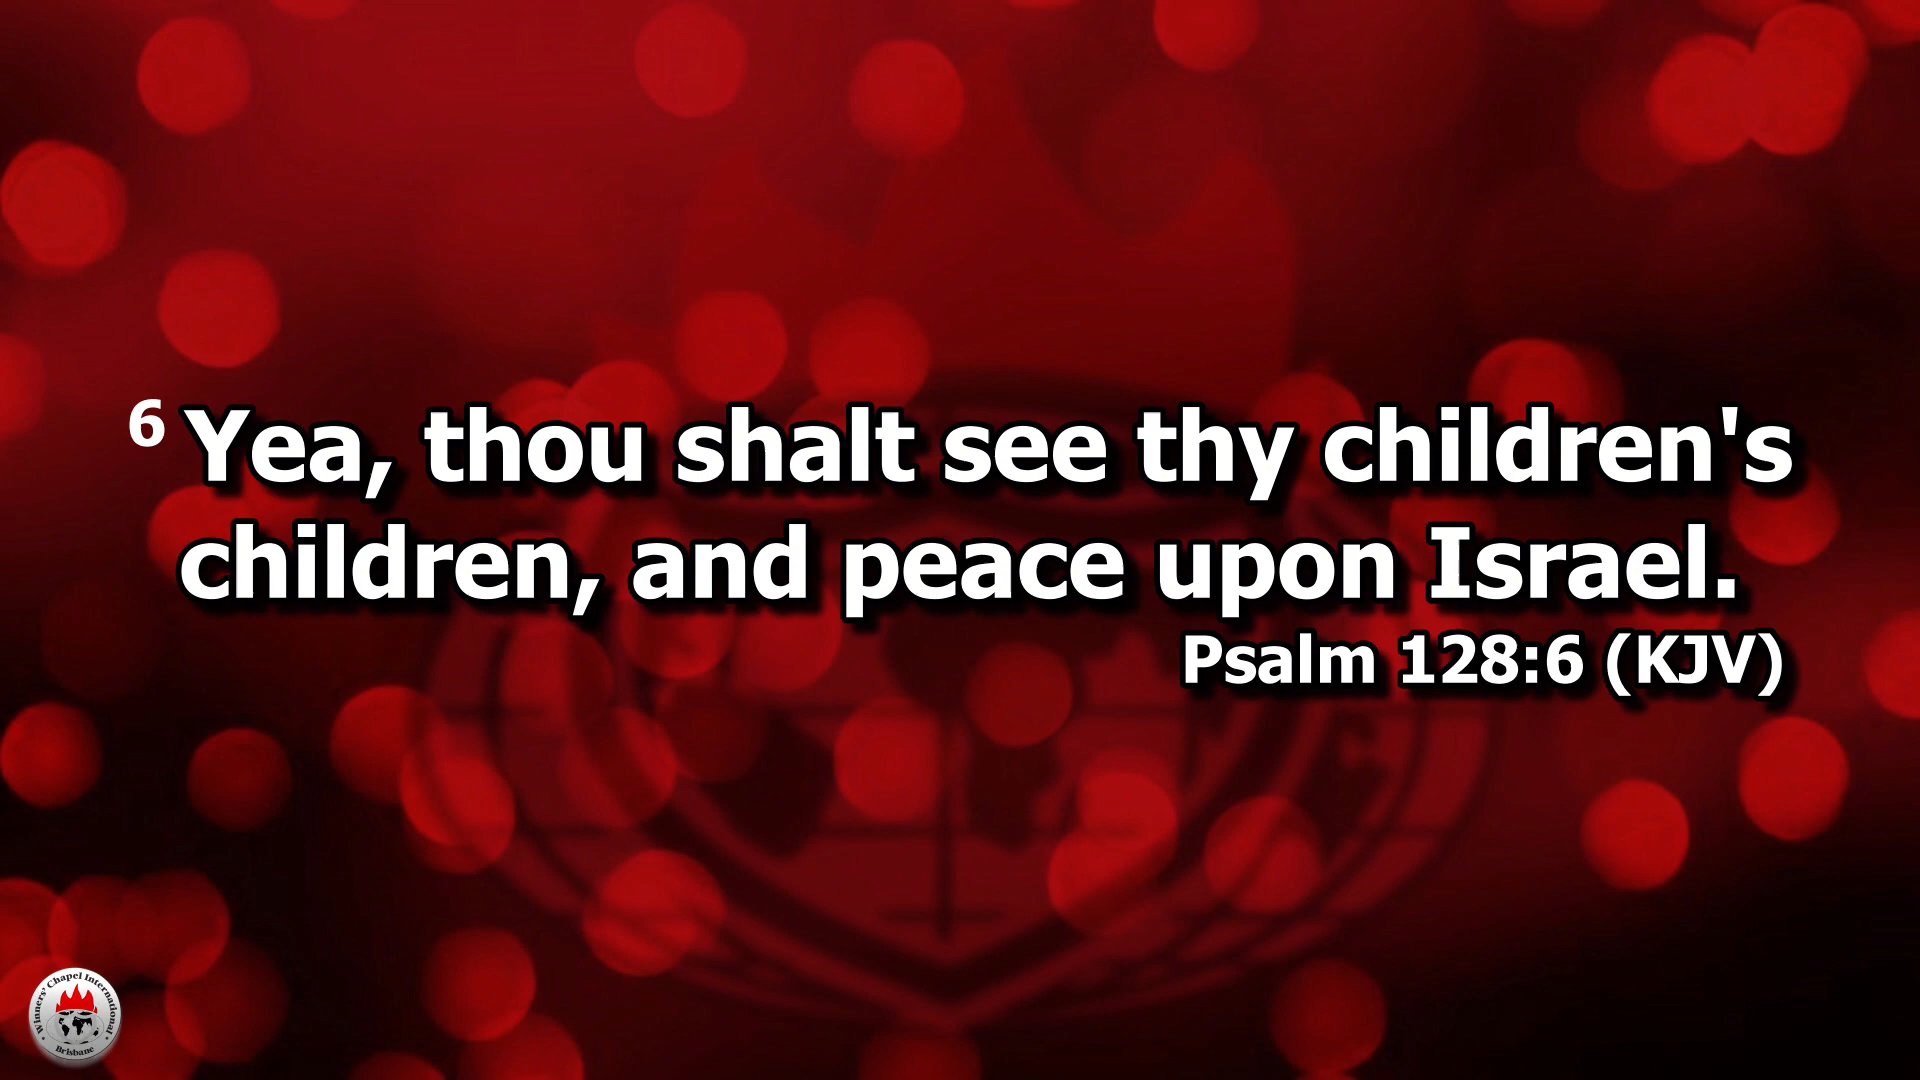 6 Yea, thou shalt see thy children's
children, and peace upon Israel.
Psalm 128:6 (KJV)
Winners' Chapel International
Brisbane